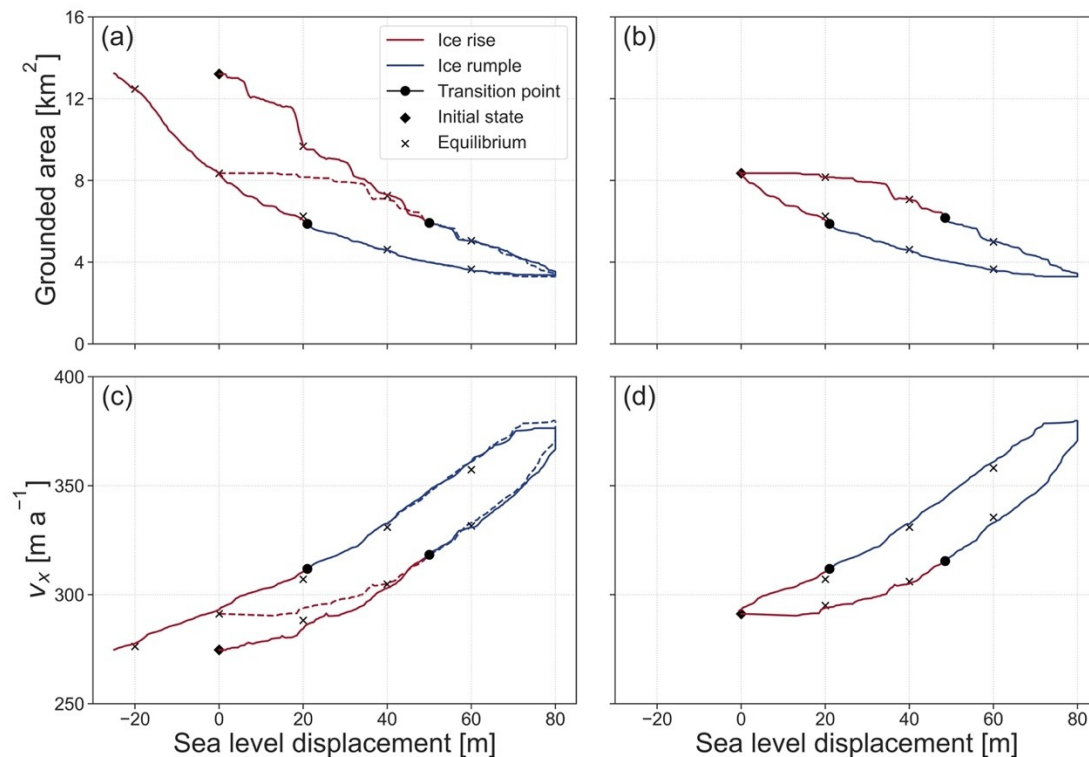 (a)
Ice rise
Ice rumple
Transition point
Initial state
Equilibrium
16
12
8
4
0
Grounded area [km²]
(b)
(c)
400
350
300
250
vₓ [m a⁻¹]
−20 0 20 40 60 80
Sea level displacement [m]
(d)
−20 0 20 40 60 80
Sea level displacement [m]